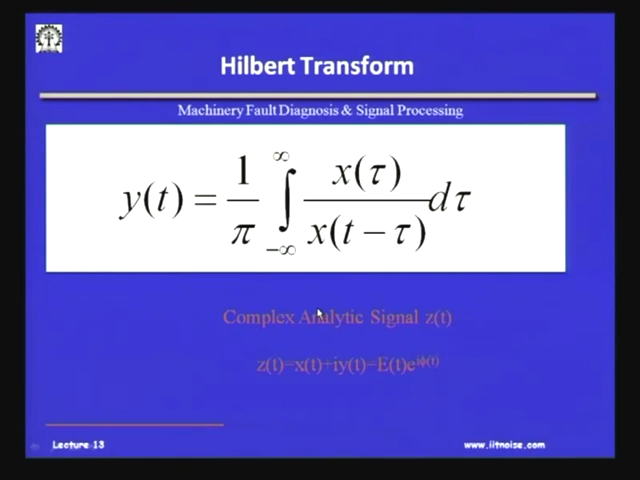 Hilbert Transform
Machinery Fault Diagnosis & Signal Processing
y(t) = 1/π ∫_{-∞}^{∞} x(τ)/x(t − τ) dτ
Complex Analytic Signal z(t)
z(t)=x(t)+iy(t)=E(t)e^{iϕ(t)}
Lecture 13
www.iitnoise.com